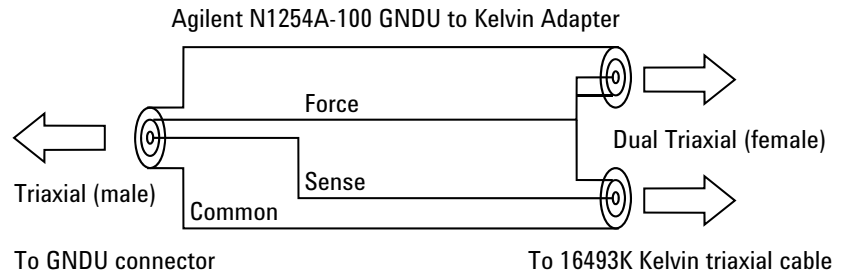 Agilent N1254A-100 GNDU to Kelvin Adapter
Force
Dual Triaxial (female)
Sense
Triaxial (male)
Common
To GNDU connector
To 16493K Kelvin triaxial cable